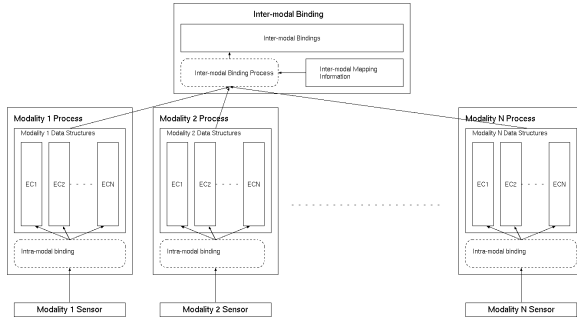 Inter-modal Binding
Inter-modal Bindings
Inter-modal Binding Process
Inter-modal Mapping
Information
Modality 1 Process
Modality 1 Data Structures
EC1
EC2
ECN
Intra-modal binding
Modality 1 Sensor
Modality 2 Process
Modality 2 Data Structures
EC1
EC2
ECN
Intra-modal binding
Modality 2 Sensor
Modality N Process
Modality N Data Structures
EC1
EC2
ECN
Intra-modal binding
Modality N Sensor